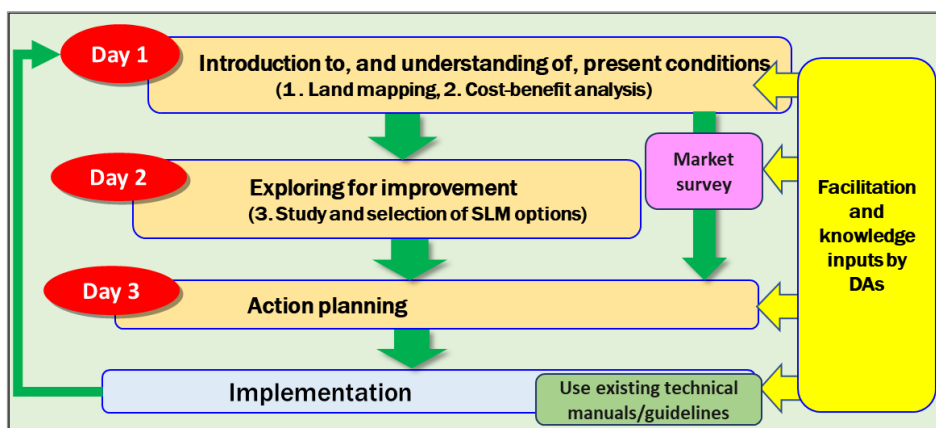 Day 1
Introduction to, and understanding of, present conditions
(1. Land mapping, 2. Cost-benefit analysis)
Day 2
Exploring for improvement
(3. Study and selection of SLM options)
Market
survey
Facilitation
and
knowledge
inputs by
DAs
Day 3
Action planning
Implementation
Use existing technical
manuals/guidelines